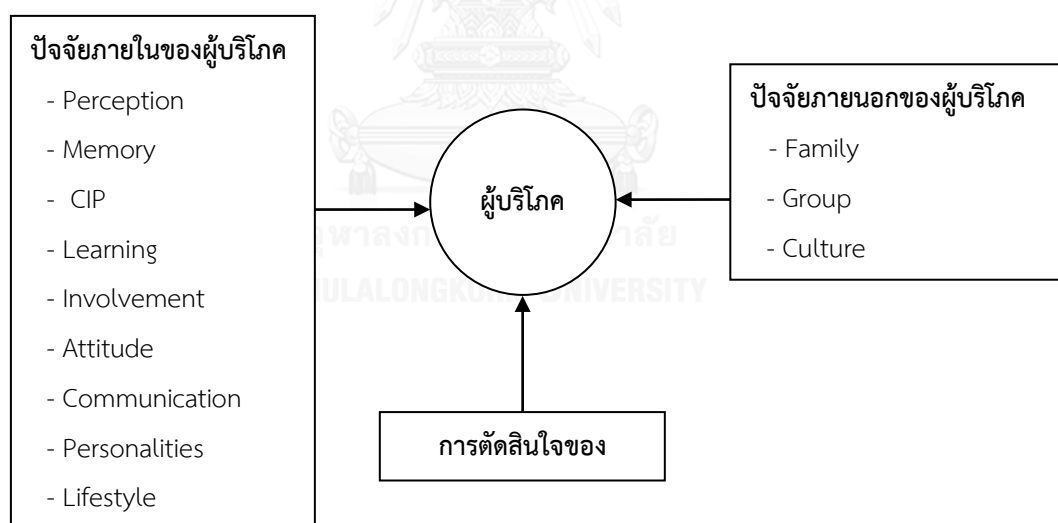 ปัจจัยภายในของผู้บริโภค
- Perception
- Memory
- CIP
- Learning
- Involvement
- Attitude
- Communication
- Personalities
- Lifestyle
ผู้บริโภค
การตัดสินใจของ
ปัจจัยภายนอกของผู้บริโภค
- Family
- Group
- Culture